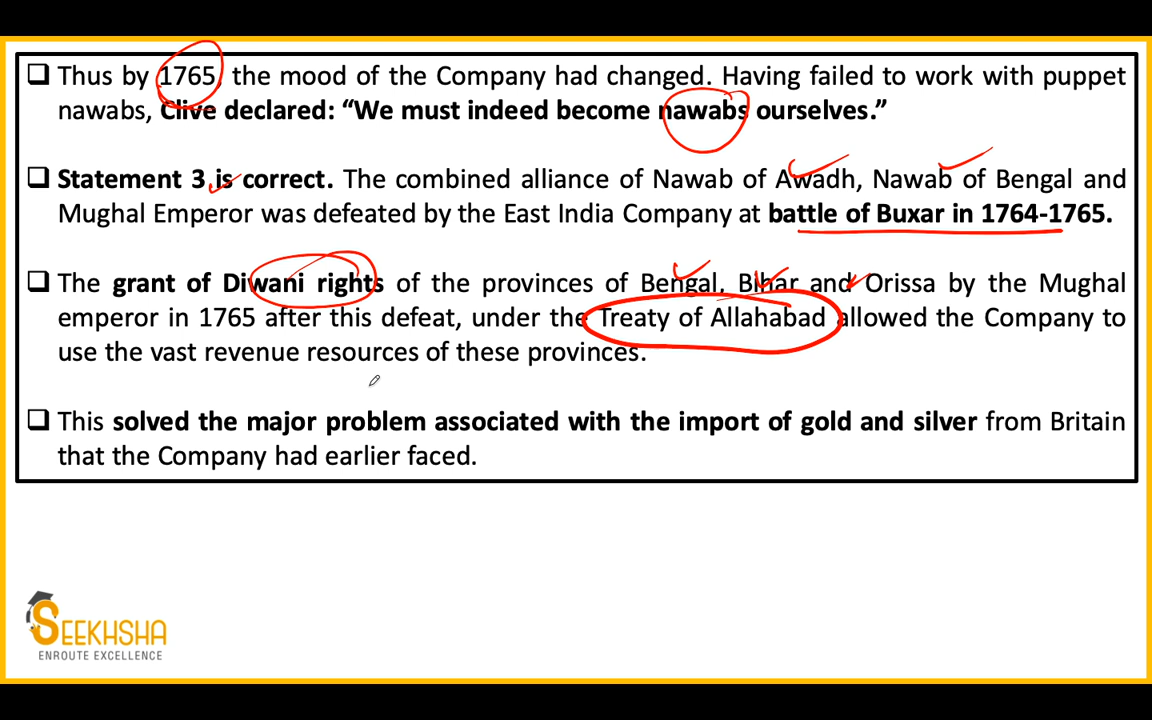 ❑ Thus by 1765, the mood of the Company had changed. Having failed to work with puppet
nawabs, Clive declared: “We must indeed become nawabs ourselves.”
❑ Statement 3 is correct. The combined alliance of Nawab of Awadh, Nawab of Bengal and
Mughal Emperor was defeated by the East India Company at battle of Buxar in 1764-1765.
❑ The grant of Diwani rights of the provinces of Bengal, Bihar and Orissa by the Mughal
emperor in 1765 after this defeat, under the Treaty of Allahabad allowed the Company to
use the vast revenue resources of these provinces.
❑ This solved the major problem associated with the import of gold and silver from Britain
that the Company had earlier faced.
SEEKHSHA
ENROUTE EXCELLENCE